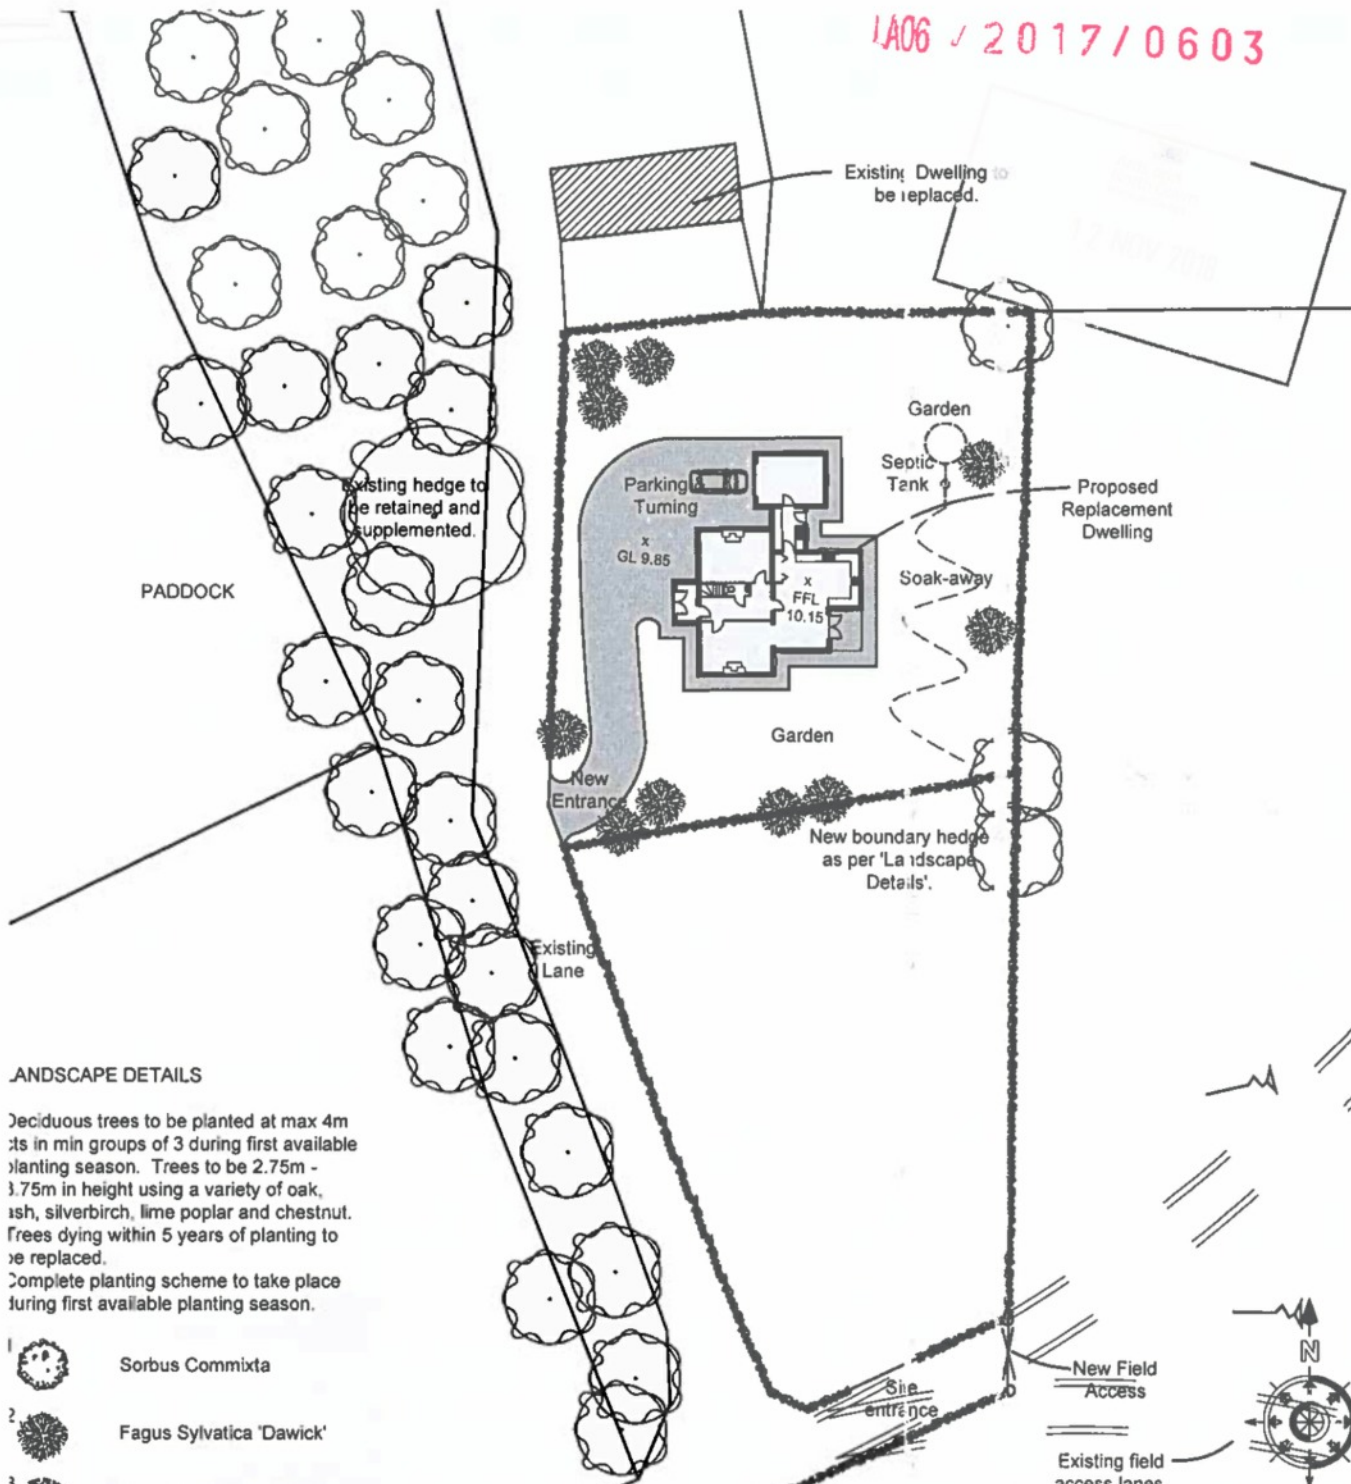 LA06 / 2017/0603
Existing Dwelling to
be replaced.
12 NOV 2018
Garden
Septic
Tank
Parking
Turning
Proposed
Replacement
Dwelling
x
GL 9.85
x
FFL
10.15
Soak-away
Existing hedge to
be retained and
supplemented.
PADDOCK
Garden
New
Entrance
New boundary hedge
as per 'Landscape
Details'.
Existing
Lane
LANDSCAPE DETAILS
Deciduous trees to be planted at max 4m
cts in min groups of 3 during first available
planting season. Trees to be 2.75m -
3.75m in height using a variety of oak,
ash, silverbirch, lime poplar and chestnut.
Trees dying within 5 years of planting to
be replaced.
Complete planting scheme to take place
during first available planting season.
Sorbus Commixta
2
Fagus Sylvatica 'Dawick'
Site
entrance
New Field
Access
N
Existing field
access lanes